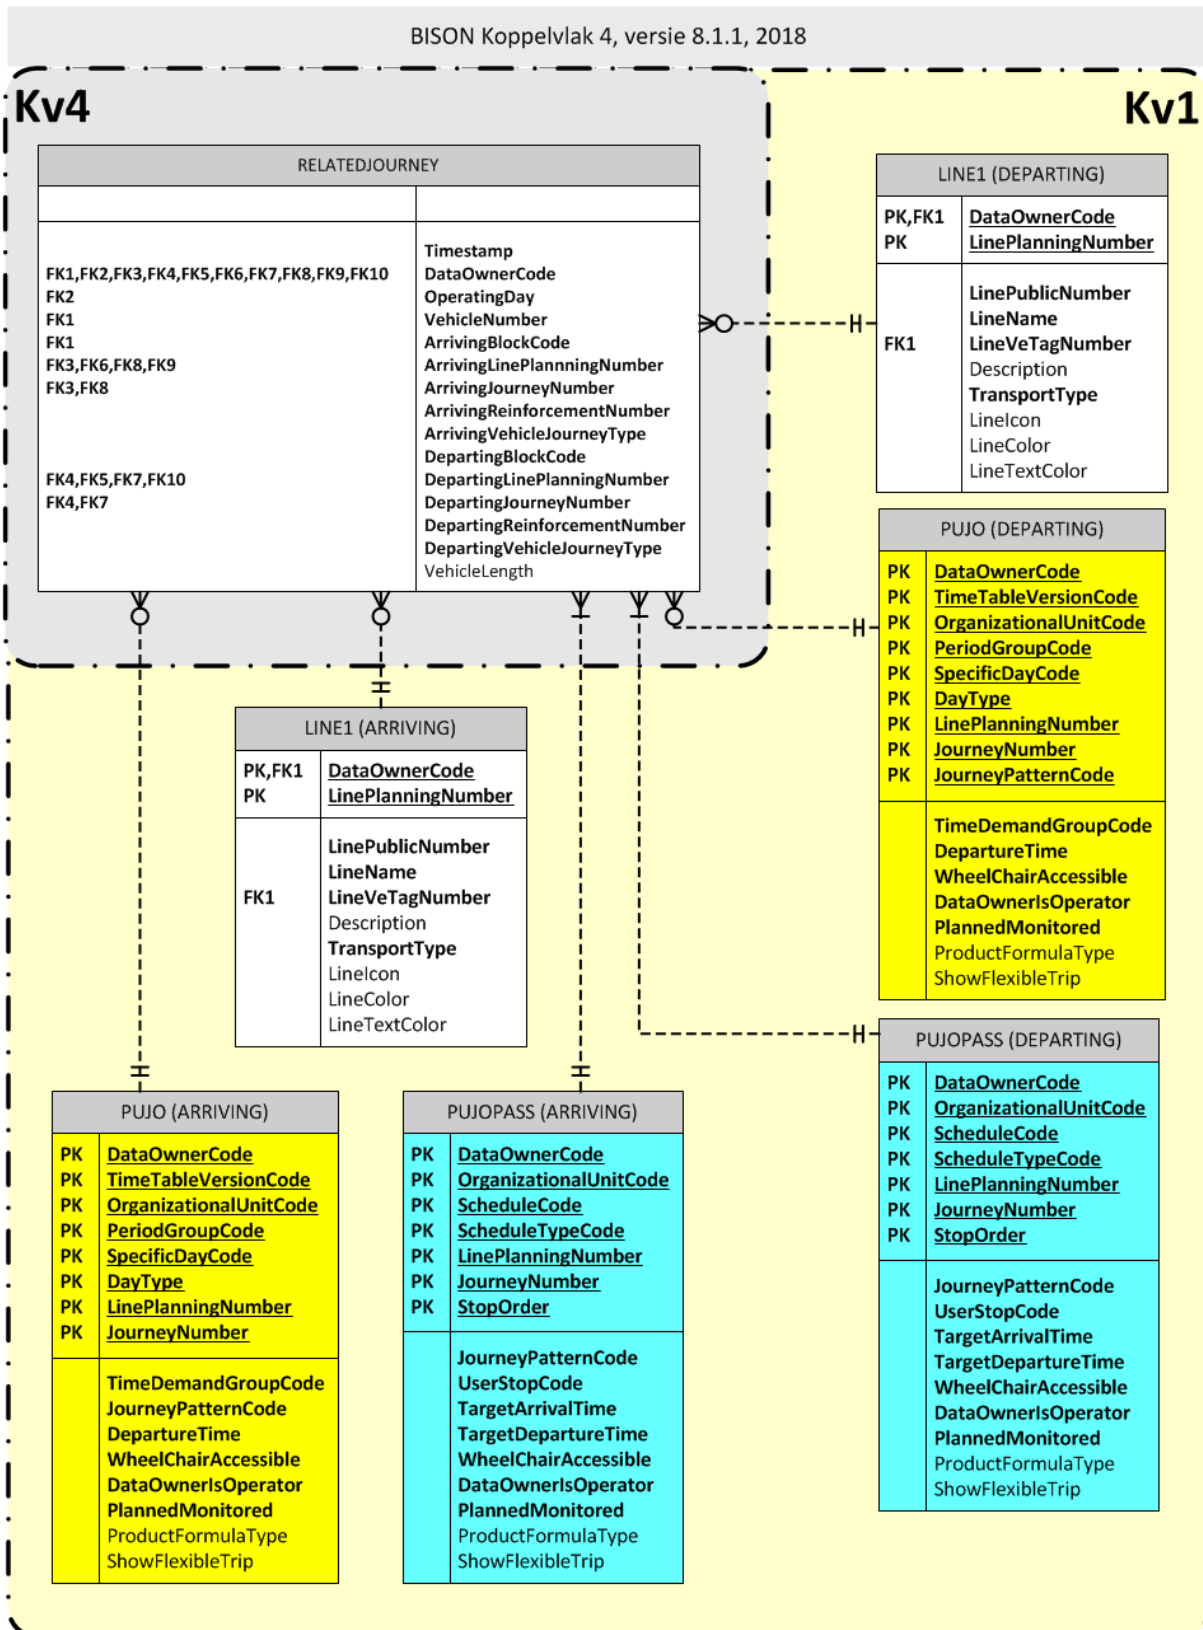 BISON Koppelvlak 4, versie 8.1.1, 2018
Kv4
Kv1
RELATEDJOURNEY
Timestamp
FK1,FK2,FK3,FK4,FK5,FK6,FK7,FK8,FK9,FK10 DataOwnerCode
FK2 OperatingDay
FK1 VehicleNumber
FK1 ArrivingBlockCode
FK3,FK6,FK8,FK9 ArrivingLinePlannningNumber
FK3,FK8 ArrivingJourneyNumber
ArrivingReinforcementNumber
ArrivingVehicleJourneyType
DepartingBlockCode
FK4,FK5,FK7,FK10 DepartingLinePlanningNumber
FK4,FK7 DepartingJourneyNumber
DepartingReinforcementNumber
DepartingVehicleJourneyType
VehicleLength
LINE1 (DEPARTING)
PK,FK1 DataOwnerCode
PK LinePlanningNumber
LinePublicNumber
LineName
FK1 LineVeTagNumber
Description
TransportType
LineIcon
LineColor
LineTextColor
PUJO (DEPARTING)
PK DataOwnerCode
PK TimeTableVersionCode
PK OrganizationalUnitCode
PK PeriodGroupCode
PK SpecificDayCode
PK DayType
PK LinePlanningNumber
PK JourneyNumber
PK JourneyPatternCode
TimeDemandGroupCode
DepartureTime
WheelChairAccessible
DataOwnerIsOperator
PlannedMonitored
ProductFormulaType
ShowFlexibleTrip
LINE1 (ARRIVING)
PK,FK1 DataOwnerCode
PK LinePlanningNumber
LinePublicNumber
LineName
FK1 LineVeTagNumber
Description
TransportType
LineIcon
LineColor
LineTextColor
PUJOPASS (DEPARTING)
PK DataOwnerCode
PK OrganizationalUnitCode
PK ScheduleCode
PK ScheduleTypeCode
PK LinePlanningNumber
PK JourneyNumber
PK StopOrder
JourneyPatternCode
UserStopCode
TargetArrivalTime
TargetDepartureTime
WheelChairAccessible
DataOwnerIsOperator
PlannedMonitored
ProductFormulaType
ShowFlexibleTrip
PUJO (ARRIVING)
PK DataOwnerCode
PK TimeTableVersionCode
PK OrganizationalUnitCode
PK PeriodGroupCode
PK SpecificDayCode
PK DayType
PK LinePlanningNumber
PK JourneyNumber
TimeDemandGroupCode
JourneyPatternCode
DepartureTime
WheelChairAccessible
DataOwnerIsOperator
PlannedMonitored
ProductFormulaType
ShowFlexibleTrip
PUJOPASS (ARRIVING)
PK DataOwnerCode
PK OrganizationalUnitCode
PK ScheduleCode
PK ScheduleTypeCode
PK LinePlanningNumber
PK JourneyNumber
PK StopOrder
JourneyPatternCode
UserStopCode
TargetArrivalTime
TargetDepartureTime
WheelChairAccessible
DataOwnerIsOperator
PlannedMonitored
ProductFormulaType
ShowFlexibleTrip